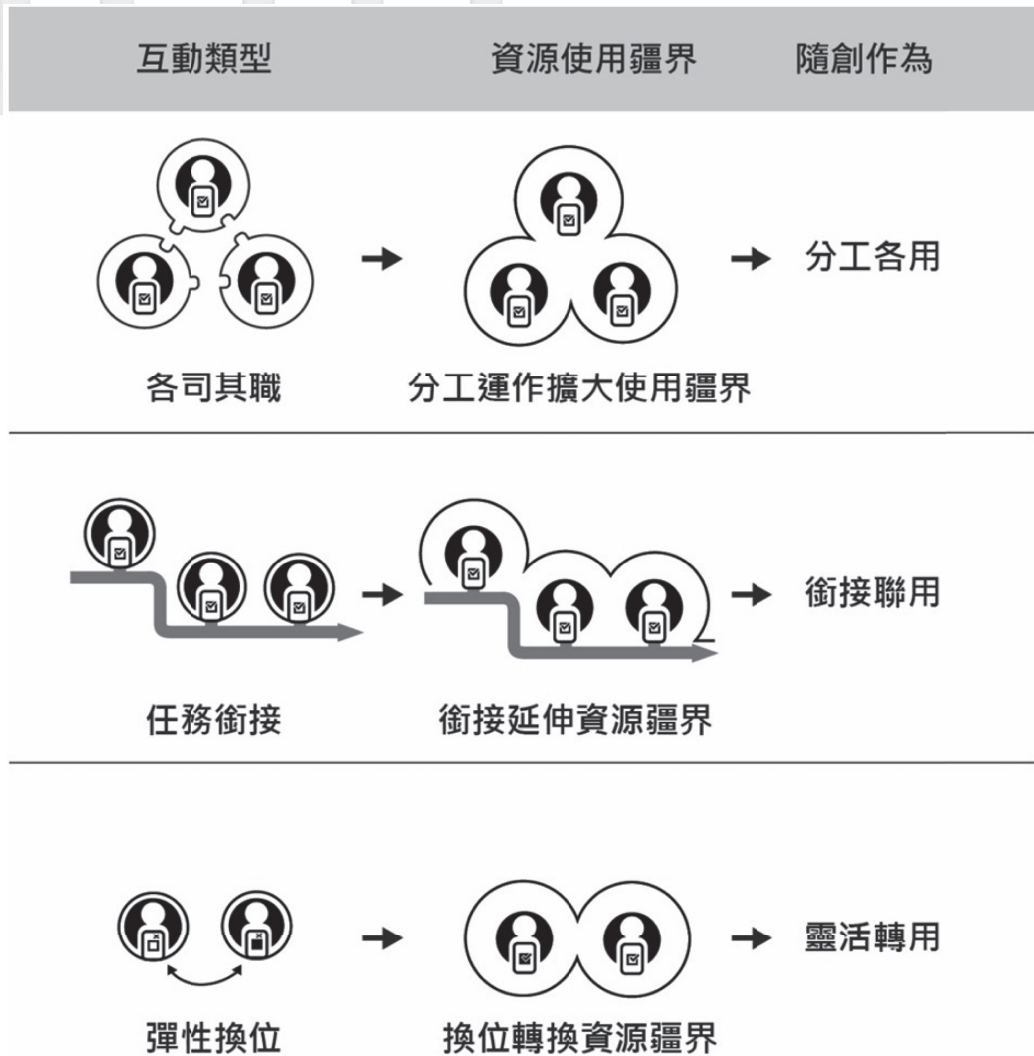 互動類型 資源使用疆界 隨創作為
分工各用
各司其職 分工運作擴大使用疆界
銜接聯用
任務銜接 銜接延伸資源疆界
靈活轉用
彈性換位 換位轉換資源疆界